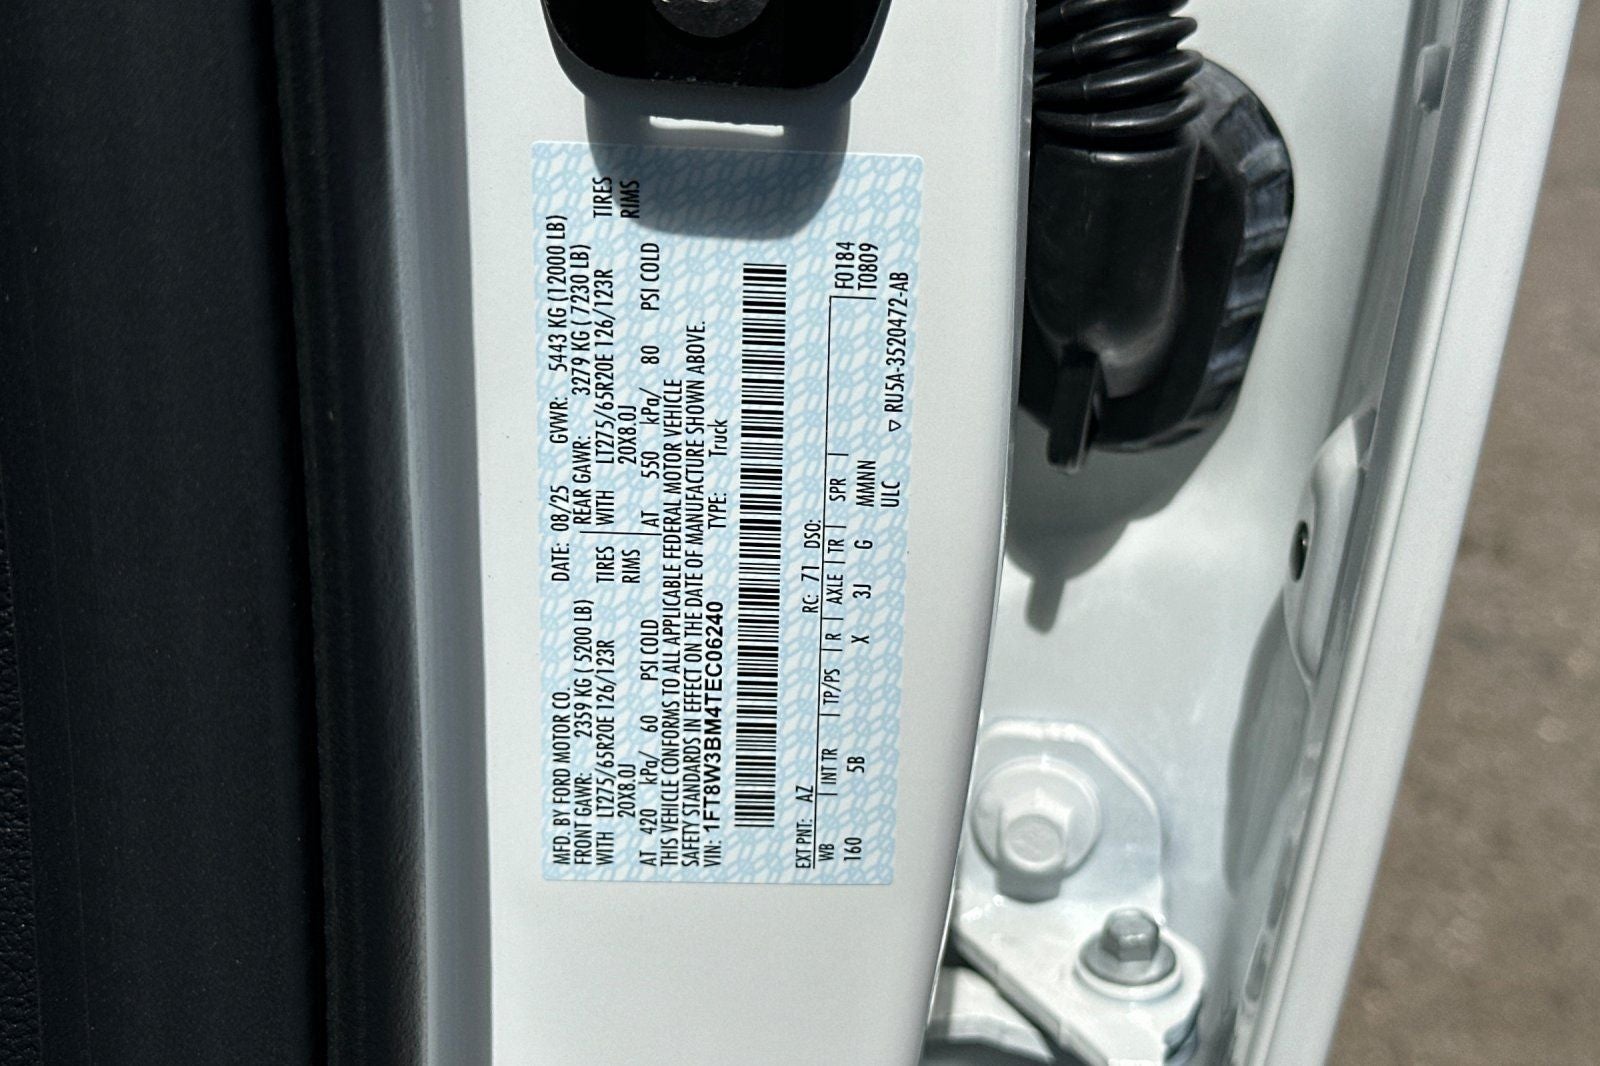 MFD. BY FORD MOTOR CO. DATE: 08/25 GVWR: 5443 KG (12000 LB)
FRONT GAWR: 2359 KG ( 5200 LB) REAR GAWR: 3279 KG ( 7230 LB)
WITH LT275/65R20E 126/123R TIRES WITH LT275/65R20E 126/123R TIRES
20X8.0J RIMS 20X8.0J RIMS
AT 420 kPa/ 60 PSI COLD AT 550 kPa/ 80 PSI COLD
THIS VEHICLE CONFORMS TO ALL APPLICABLE FEDERAL MOTOR VEHICLE
SAFETY STANDARDS IN EFFECT ON THE DATE OF MANUFACTURE SHOWN ABOVE.
VIN: 1FT8W3BM4TEC06240 TYPE: Truck
EXT PNT: AZ RC: 71 DSO:
WB INT TR TP/PS R AXLE TR SPR F0184
160 5B X 3J G MMNN T0809
ULC
▽ RU5A-3520472-AB